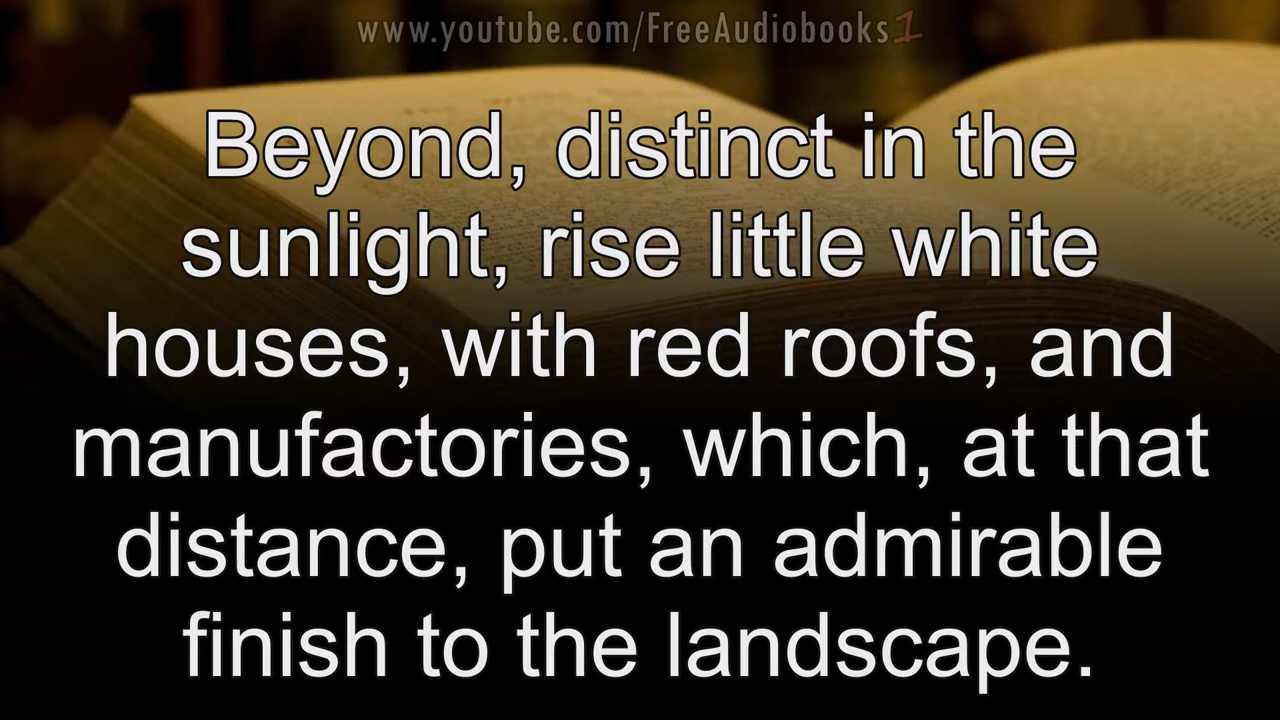 www.youtube.com/FreeAudiobooks1
Beyond, distinct in the
sunlight, rise little white
houses, with red roofs, and
manufactories, which, at that
distance, put an admirable
finish to the landscape.